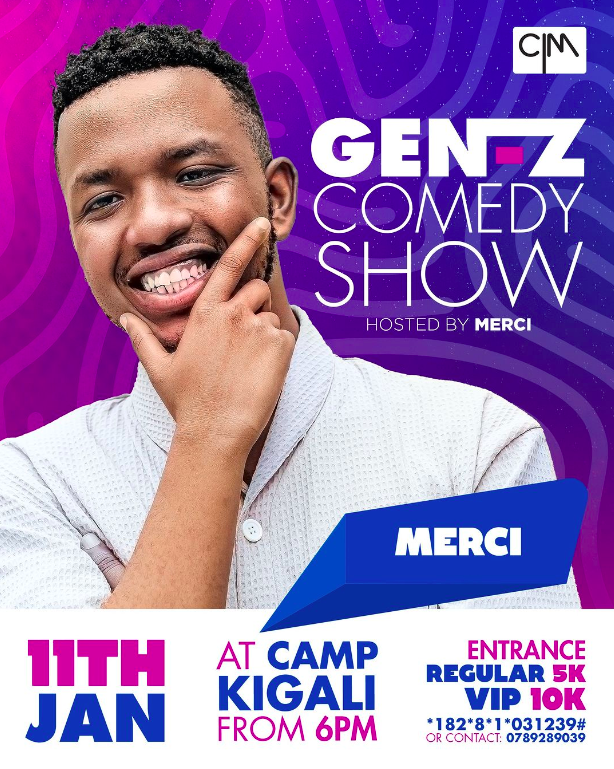 CJM
GEN-Z
COMEDY
SHOW
HOSTED BY MERCI
MERCI
11TH
JAN
AT CAMP
KIGALI
FROM 6PM
ENTRANCE
REGULAR 5K
VIP 10K
*182*8*1*031239#
OR CONTACT: 0789289039